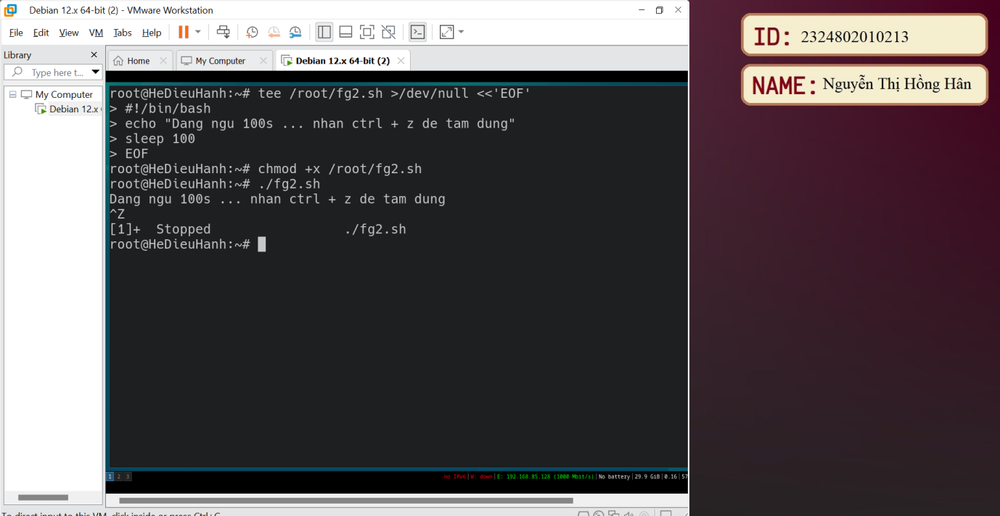 Debian 12.x 64-bit (2) - VMware Workstation
File Edit View VM Tabs Help
Library
Type here t...
Home
My Computer
Debian 12.x 64-bit (2)
My Computer
Debian 12.x
root@HeDieuHanh:~# tee /root/fg2.sh >/dev/null <<'EOF'
> #!/bin/bash
> echo "Dang ngu 100s ... nhan ctrl + z de tam dung"
> sleep 100
> EOF
root@HeDieuHanh:~# chmod +x /root/fg2.sh
root@HeDieuHanh:~# ./fg2.sh
Dang ngu 100s ... nhan ctrl + z de tam dung
^Z
[1]+  Stopped                 ./fg2.sh
root@HeDieuHanh:~#
1 2 3
no IPv6|W: down|E: 192.168.85.128 (1000 Mbit/s)|No battery|29.9 GiB|0.16|57
To direct input to this VM, click inside or press Ctrl+G.
ID: 2324802010213
NAME: Nguyễn Thị Hồng Hân